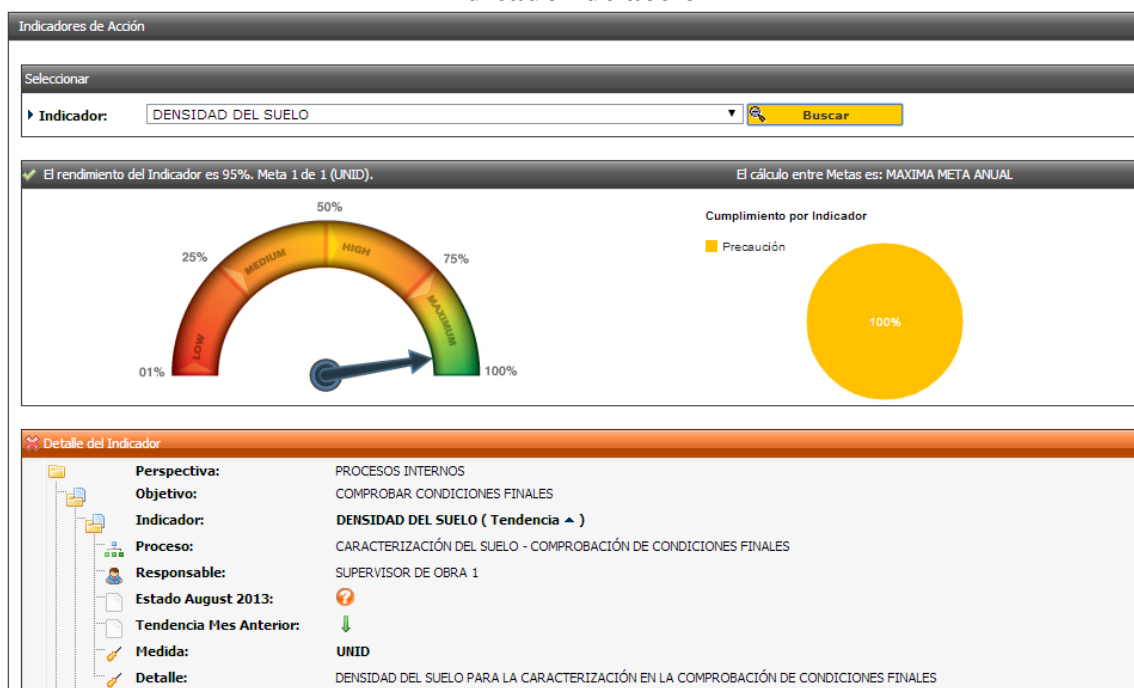 Indicadores de Acción
Seleccionar
Indicador: DENSIDAD DEL SUELO Buscar
El rendimiento del Indicador es 95%. Meta 1 de 1 (UNID). El cálculo entre Metas es: MAXIMA META ANUAL
01% 25% 50% 75% 100%
LOW MEDIUM HIGH MAXIMUM
Cumplimiento por Indicador
Precaución
100%
Detalle del Indicador
Perspectiva: PROCESOS INTERNOS
Objetivo: COMPROBAR CONDICIONES FINALES
Indicador: DENSIDAD DEL SUELO ( Tendencia )
Proceso: CARACTERIZACIÓN DEL SUELO - COMPROBACIÓN DE CONDICIONES FINALES
Responsable: SUPERVISOR DE OBRA 1
Estado August 2013: ?
Tendencia Mes Anterior:
Medida: UNID
Detalle: DENSIDAD DEL SUELO PARA LA CARACTERIZACIÓN EN LA COMPROBACIÓN DE CONDICIONES FINALES